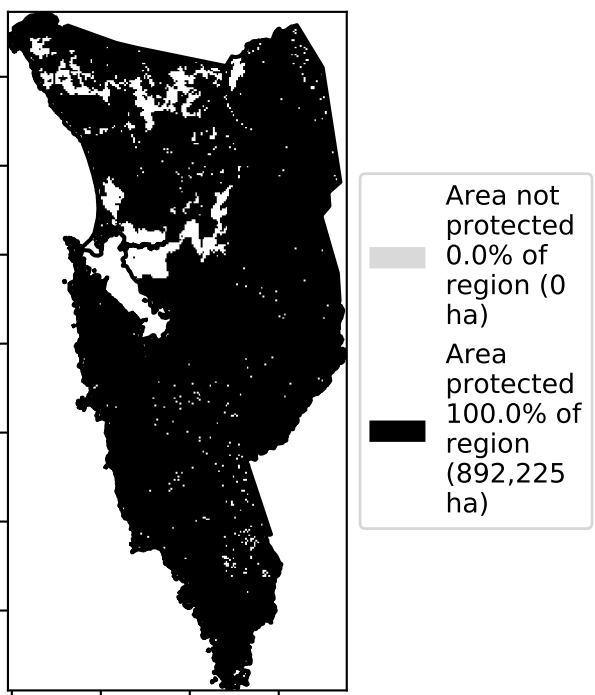 Area not
protected
0.0% of
region (0
ha)
Area
protected
100.0% of
region
(892,225
ha)